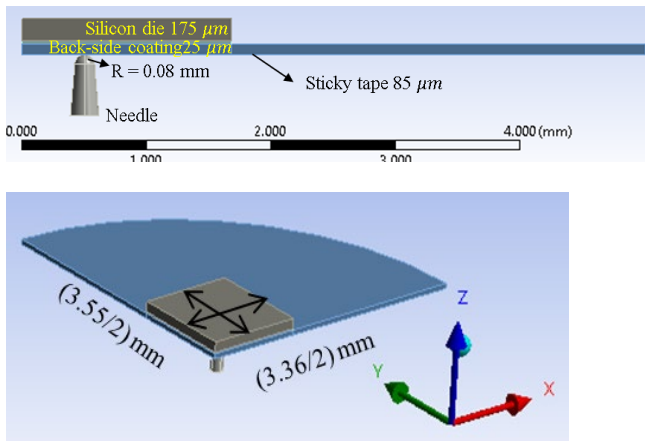 Silicon die 175 μm
Back-side coating25 μm
R = 0.08 mm
Sticky tape 85 μm
Needle
0.000 2.000 4.000 (mm)
1.000 3.000
(3.55/2) mm
(3.36/2) mm
Z
Y
X